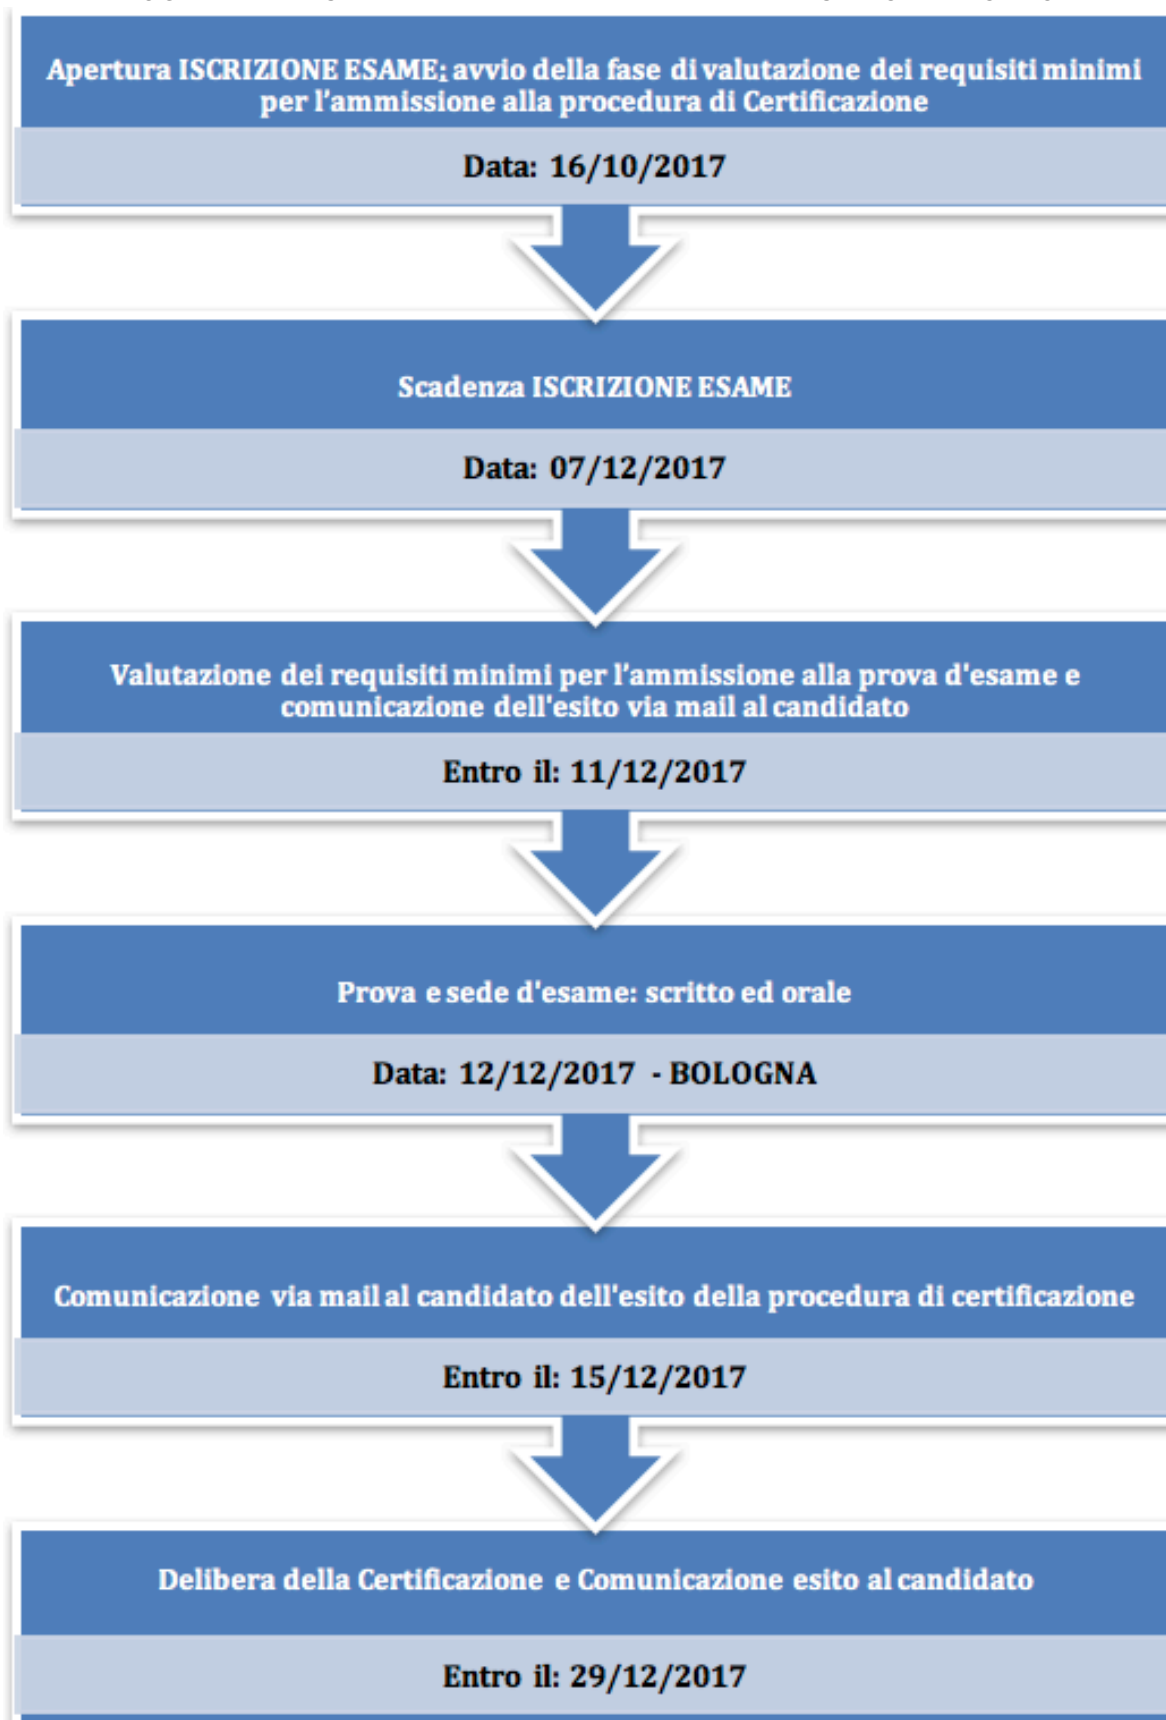 Apertura ISCRIZIONE ESAME: avvio della fase di valutazione dei requisiti minimi
per l'ammissione alla procedura di Certificazione
Data: 16/10/2017
Scadenza ISCRIZIONE ESAME
Data: 07/12/2017
Valutazione dei requisiti minimi per l'ammissione alla prova d'esame e
comunicazione dell'esito via mail al candidato
Entro il: 11/12/2017
Prova e sede d'esame: scritto ed orale
Data: 12/12/2017 - BOLOGNA
Comunicazione via mail al candidato dell'esito della procedura di certificazione
Entro il: 15/12/2017
Delibera della Certificazione e Comunicazione esito al candidato
Entro il: 29/12/2017